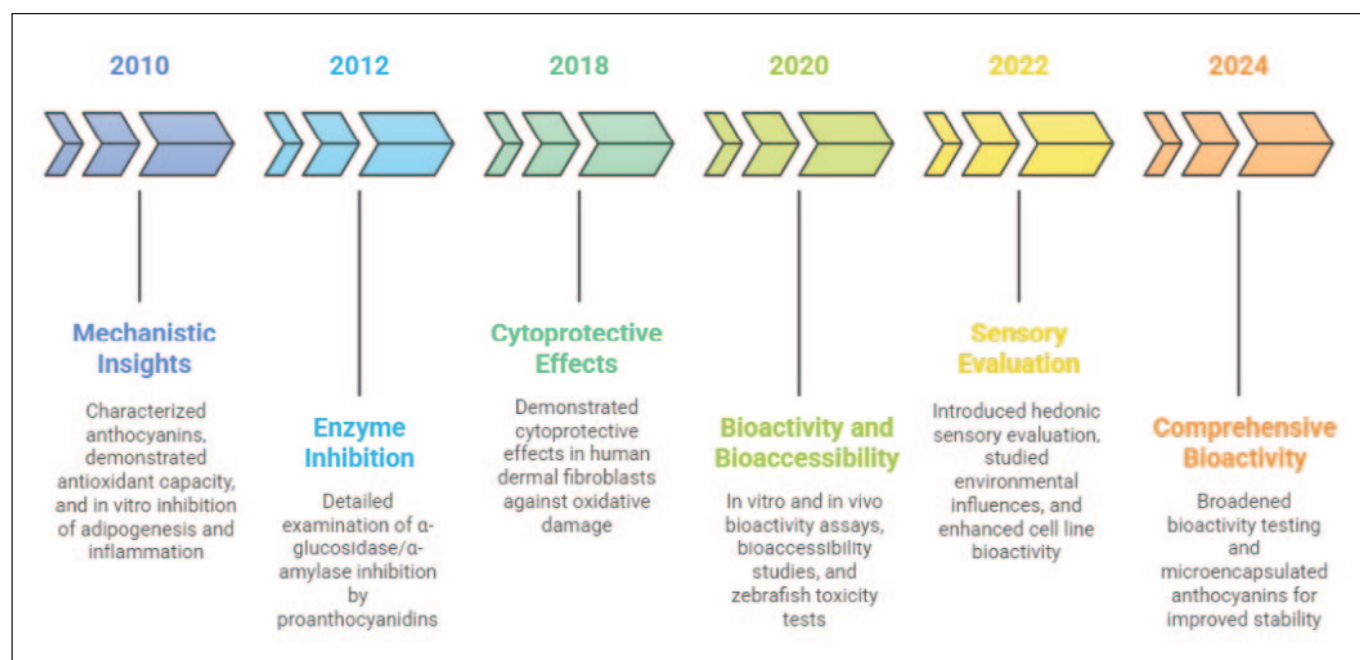 2010
2012
2018
2020
2022
2024
Mechanistic
Insights
Characterized
anthocyanins,
demonstrated
antioxidant capacity,
and in vitro inhibition
of adipogenesis and
inflammation
Enzyme
Inhibition
Detailed
examination of α-
glucosidase/α-
amylase inhibition
by
proanthocyanidins
Cytoprotective
Effects
Demonstrated
cytoprotective
effects in human
dermal fibroblasts
against oxidative
damage
Bioactivity and
Bioaccessibility
In vitro and in vivo
bioactivity assays,
bioaccessibility
studies, and
zebrafish toxicity
tests
Sensory
Evaluation
Introduced hedonic
sensory evaluation,
studied
environmental
influences, and
enhanced cell line
bioactivity
Comprehensive
Bioactivity
Broadened
bioactivity testing
and
microencapsulated
anthocyanins for
improved stability